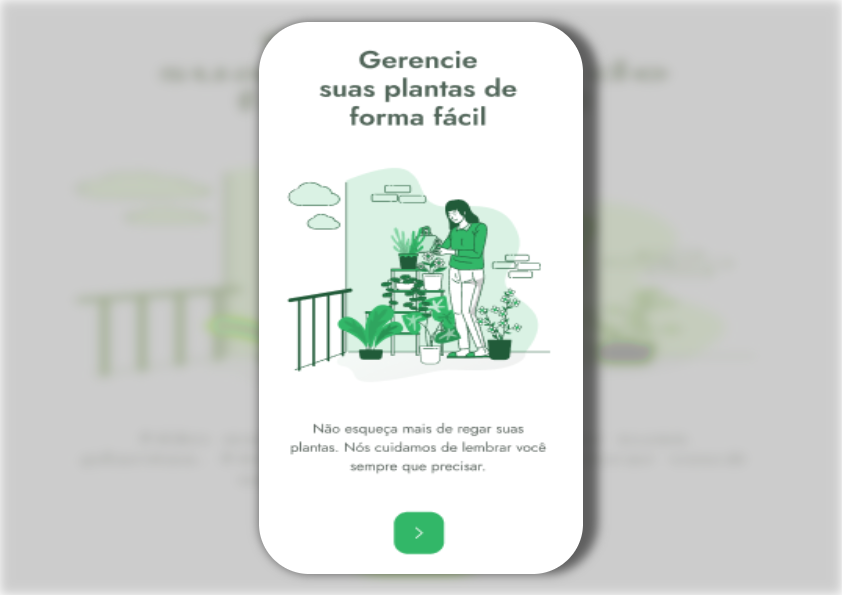 Gerencie
suas plantas de
forma fácil
Não esqueça mais de regar suas
plantas. Nós cuidamos de lembrar você
sempre que precisar.